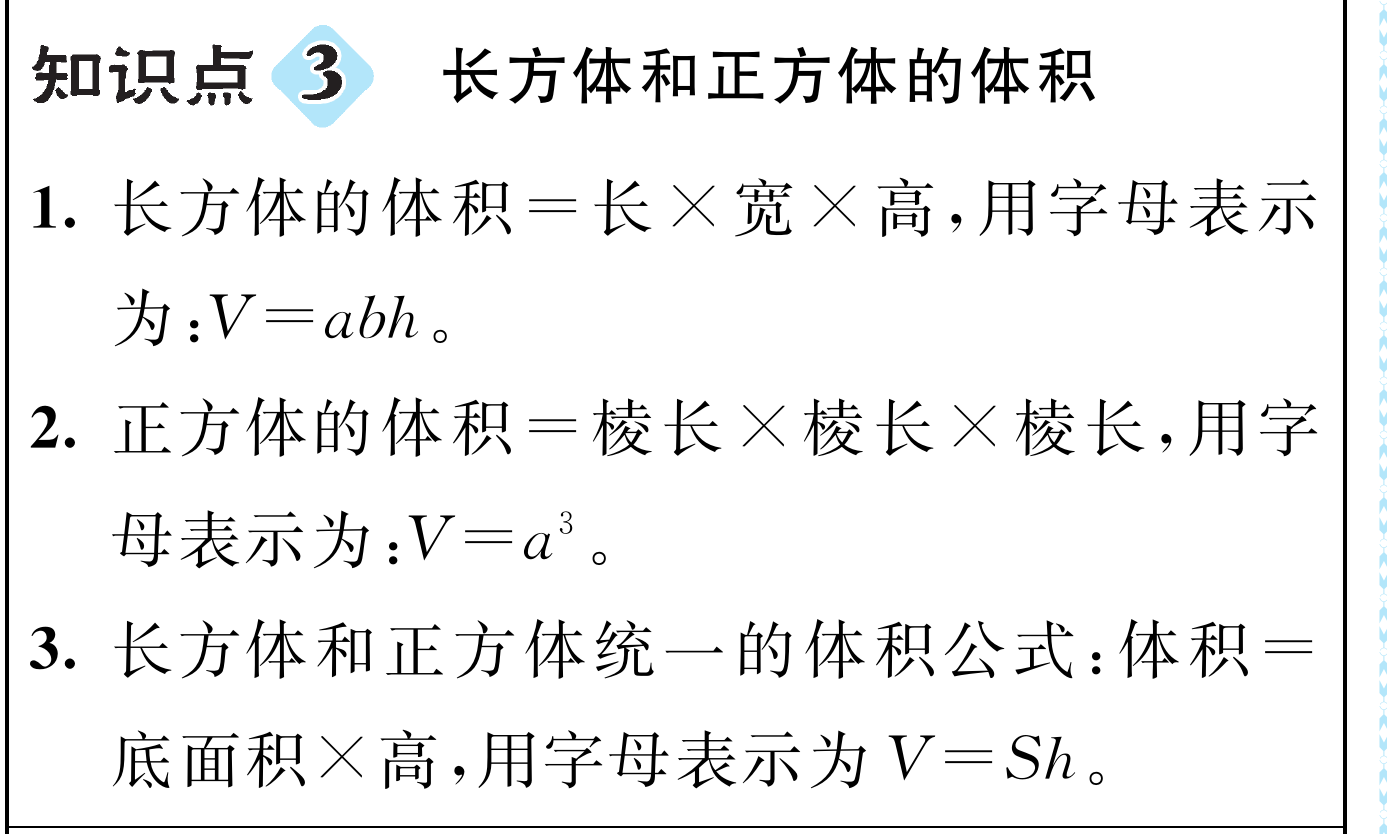 知识点 3 长方体和正方体的体积
1. 长方体的体积=长×宽×高,用字母表示
为:V=abh。
2. 正方体的体积=棱长×棱长×棱长,用字
母表示为:V=a³。
3. 长方体和正方体统一的体积公式:体积=
底面积×高,用字母表示为 V=Sh。